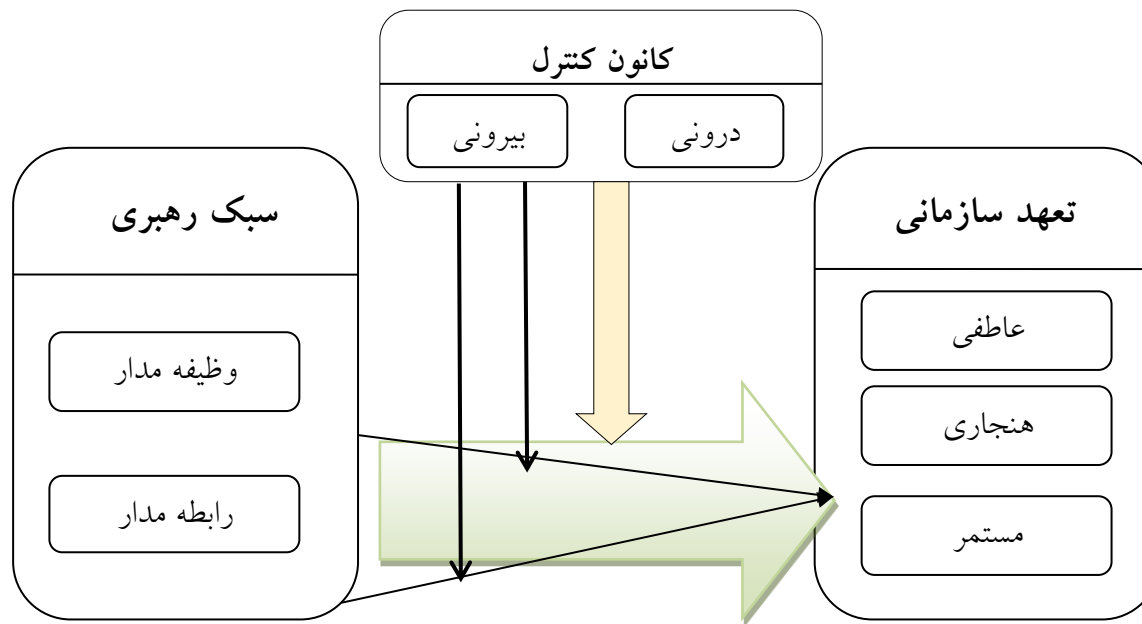 کانون کنترل
درونی
بیرونی
تعهد سازمانی
عاطفی
هنجاری
مستمر
سبک رهبری
وظیفه مدار
رابطه مدار